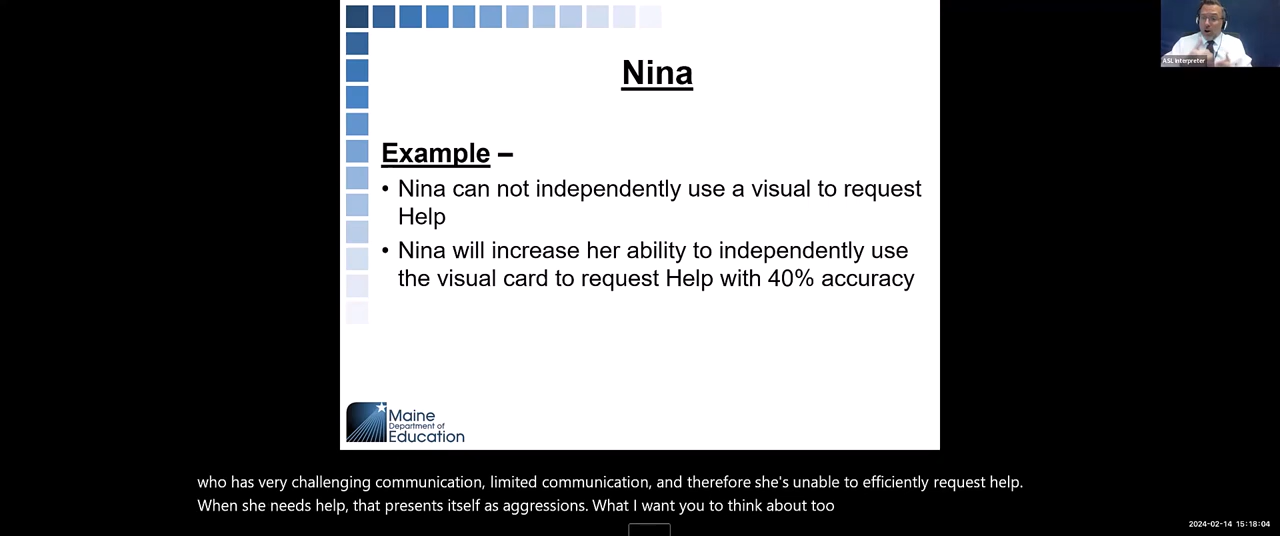 Nina
Example –
• Nina can not independently use a visual to request
Help
• Nina will increase her ability to independently use
the visual card to request Help with 40% accuracy
Maine
Department of
Education
ASL Interpreter
who has very challenging communication, limited communication, and therefore she's unable to efficiently request help.
When she needs help, that presents itself as aggressions. What I want you to think about too
2024-02-14 15:18:04